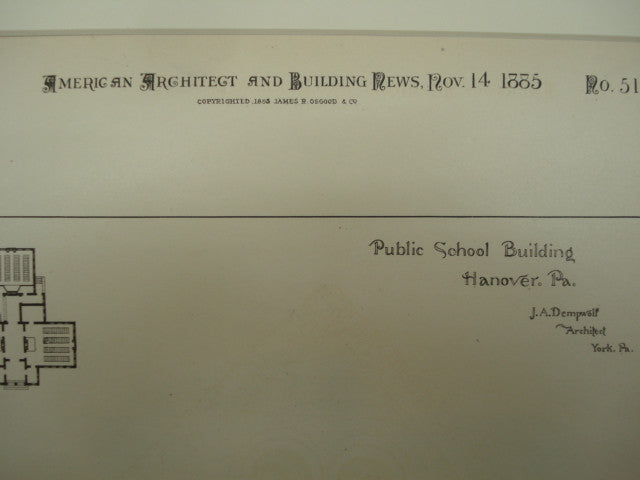 American Architect and Building News, Nov. 14 1885 No. 51
Copyrighted 1885 James R Osgood & Co
Public School Building
Hanover. Pa.
J.A. Dempwolf
Architect
York. Pa.